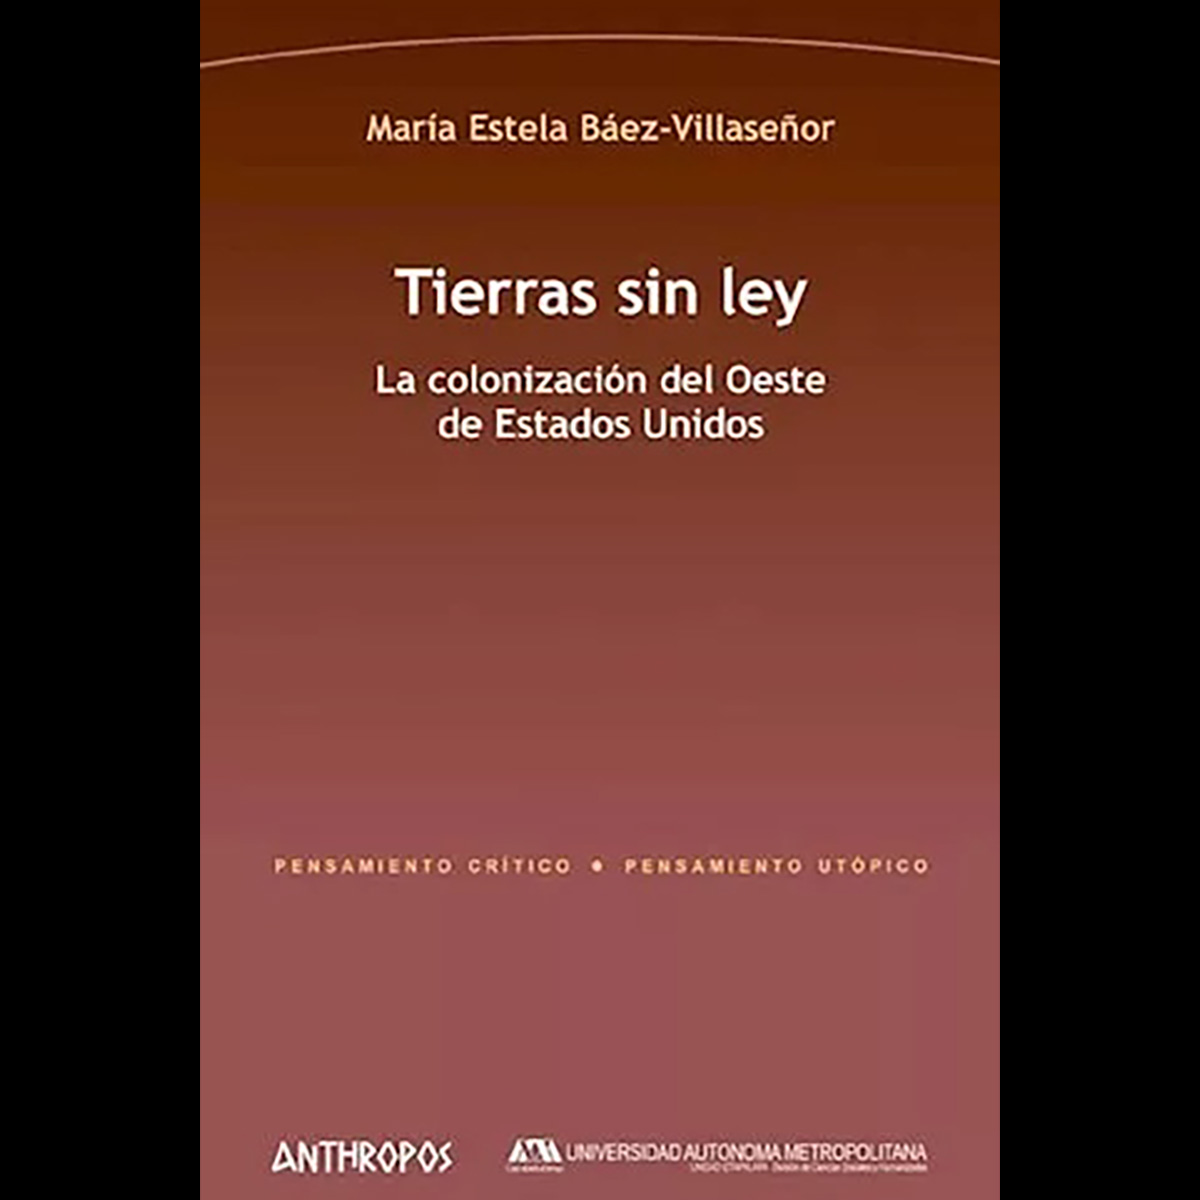 María Estela Báez-Villaseñor
Tierras sin ley
La colonización del Oeste
de Estados Unidos
PENSAMIENTO CRÍTICO • PENSAMIENTO UTÓPICO
ANTHROPOS
UNIVERSIDAD AUTONOMA METROPOLITANA